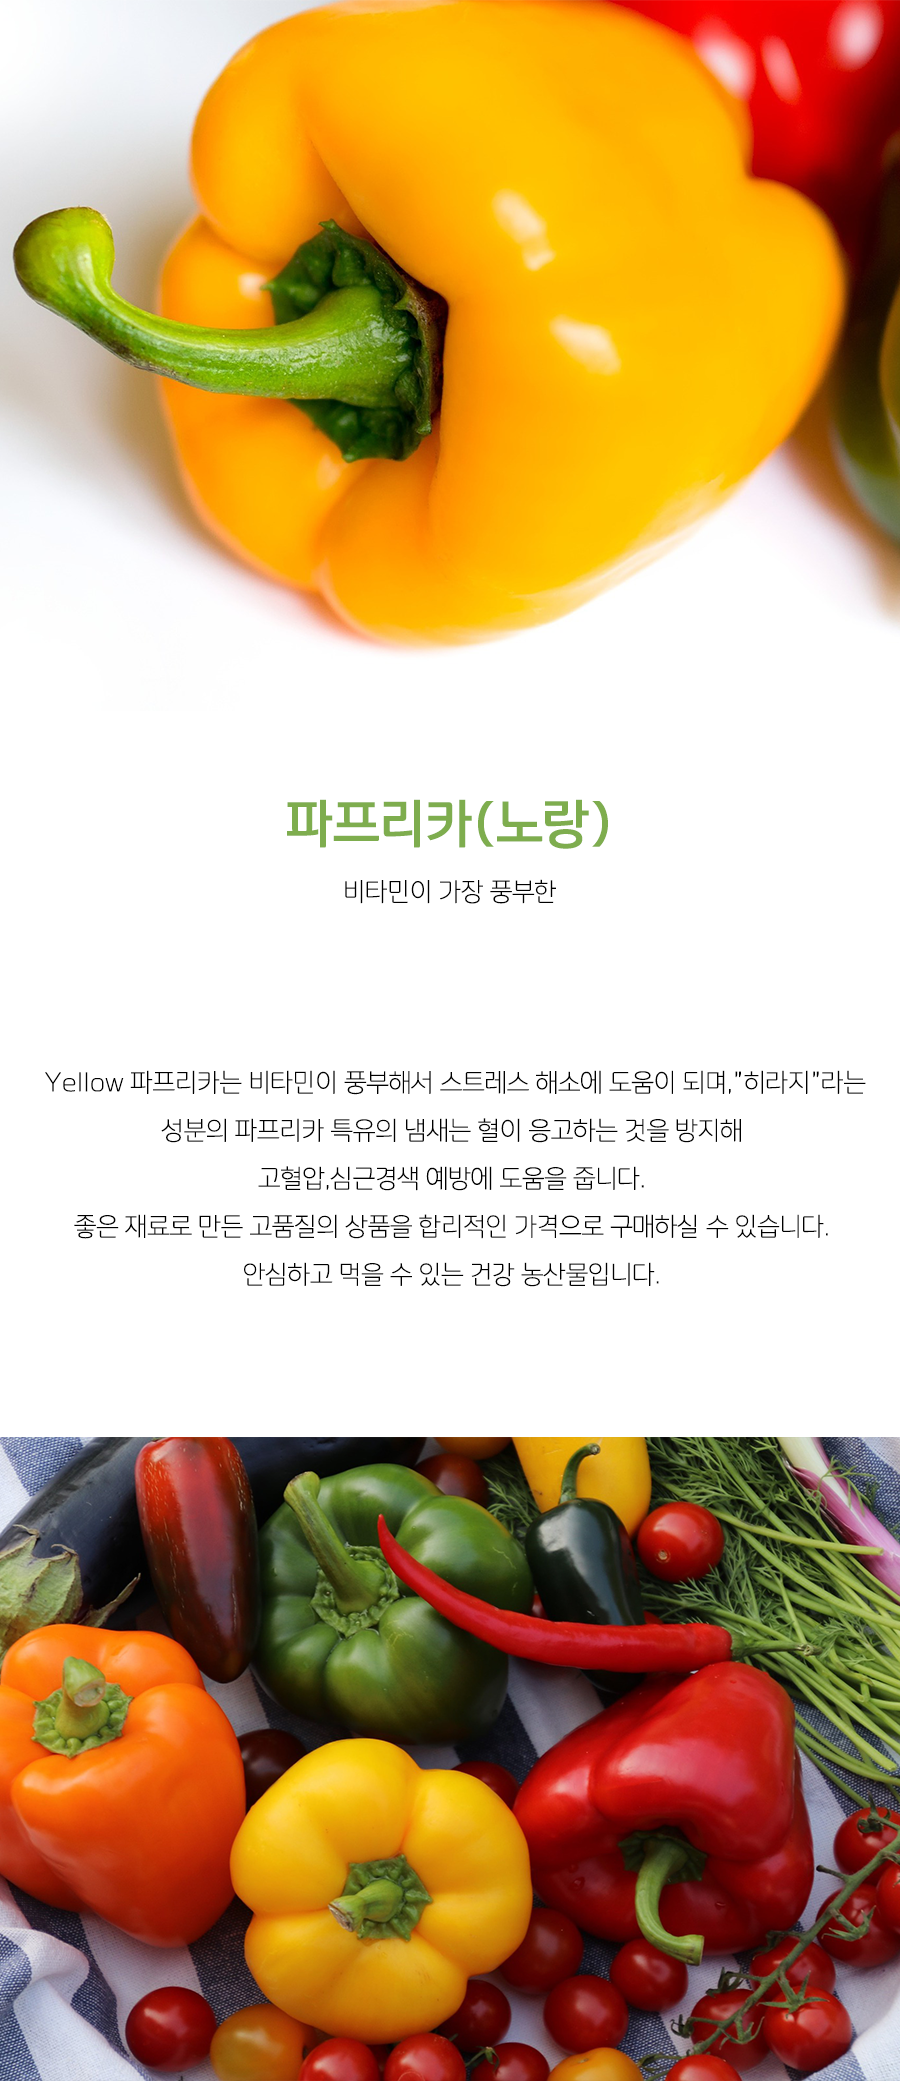 파프리카(노랑)
비타민이 가장 풍부한
Yellow 파프리카는 비타민이 풍부해서 스트레스 해소에 도움이 되며,"히라지"라는
성분의 파프리카 특유의 냄새는 혈이 응고하는 것을 방지해
고혈압,심근경색 예방에 도움을 줍니다.
좋은 재료로 만든 고품질의 상품을 합리적인 가격으로 구매하실 수 있습니다.
안심하고 먹을 수 있는 건강 농산물입니다.